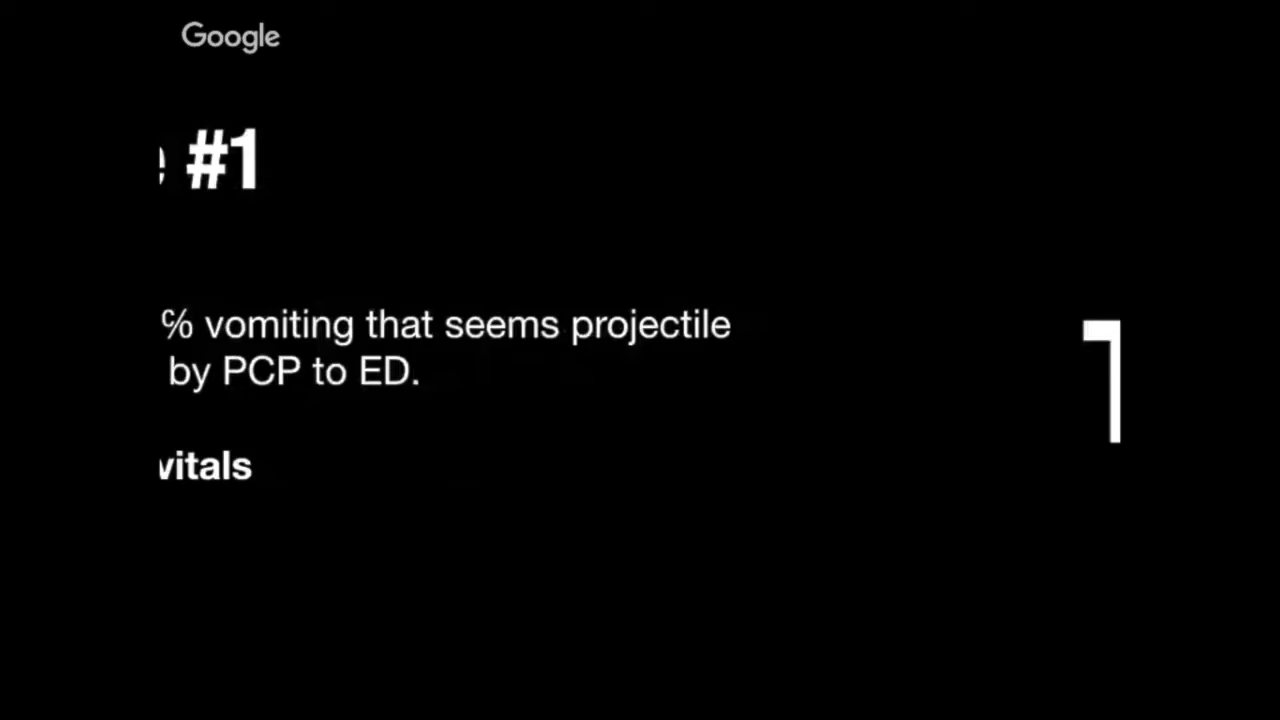 Google
#1
℅ vomiting that seems projectile
by PCP to ED.
vitals